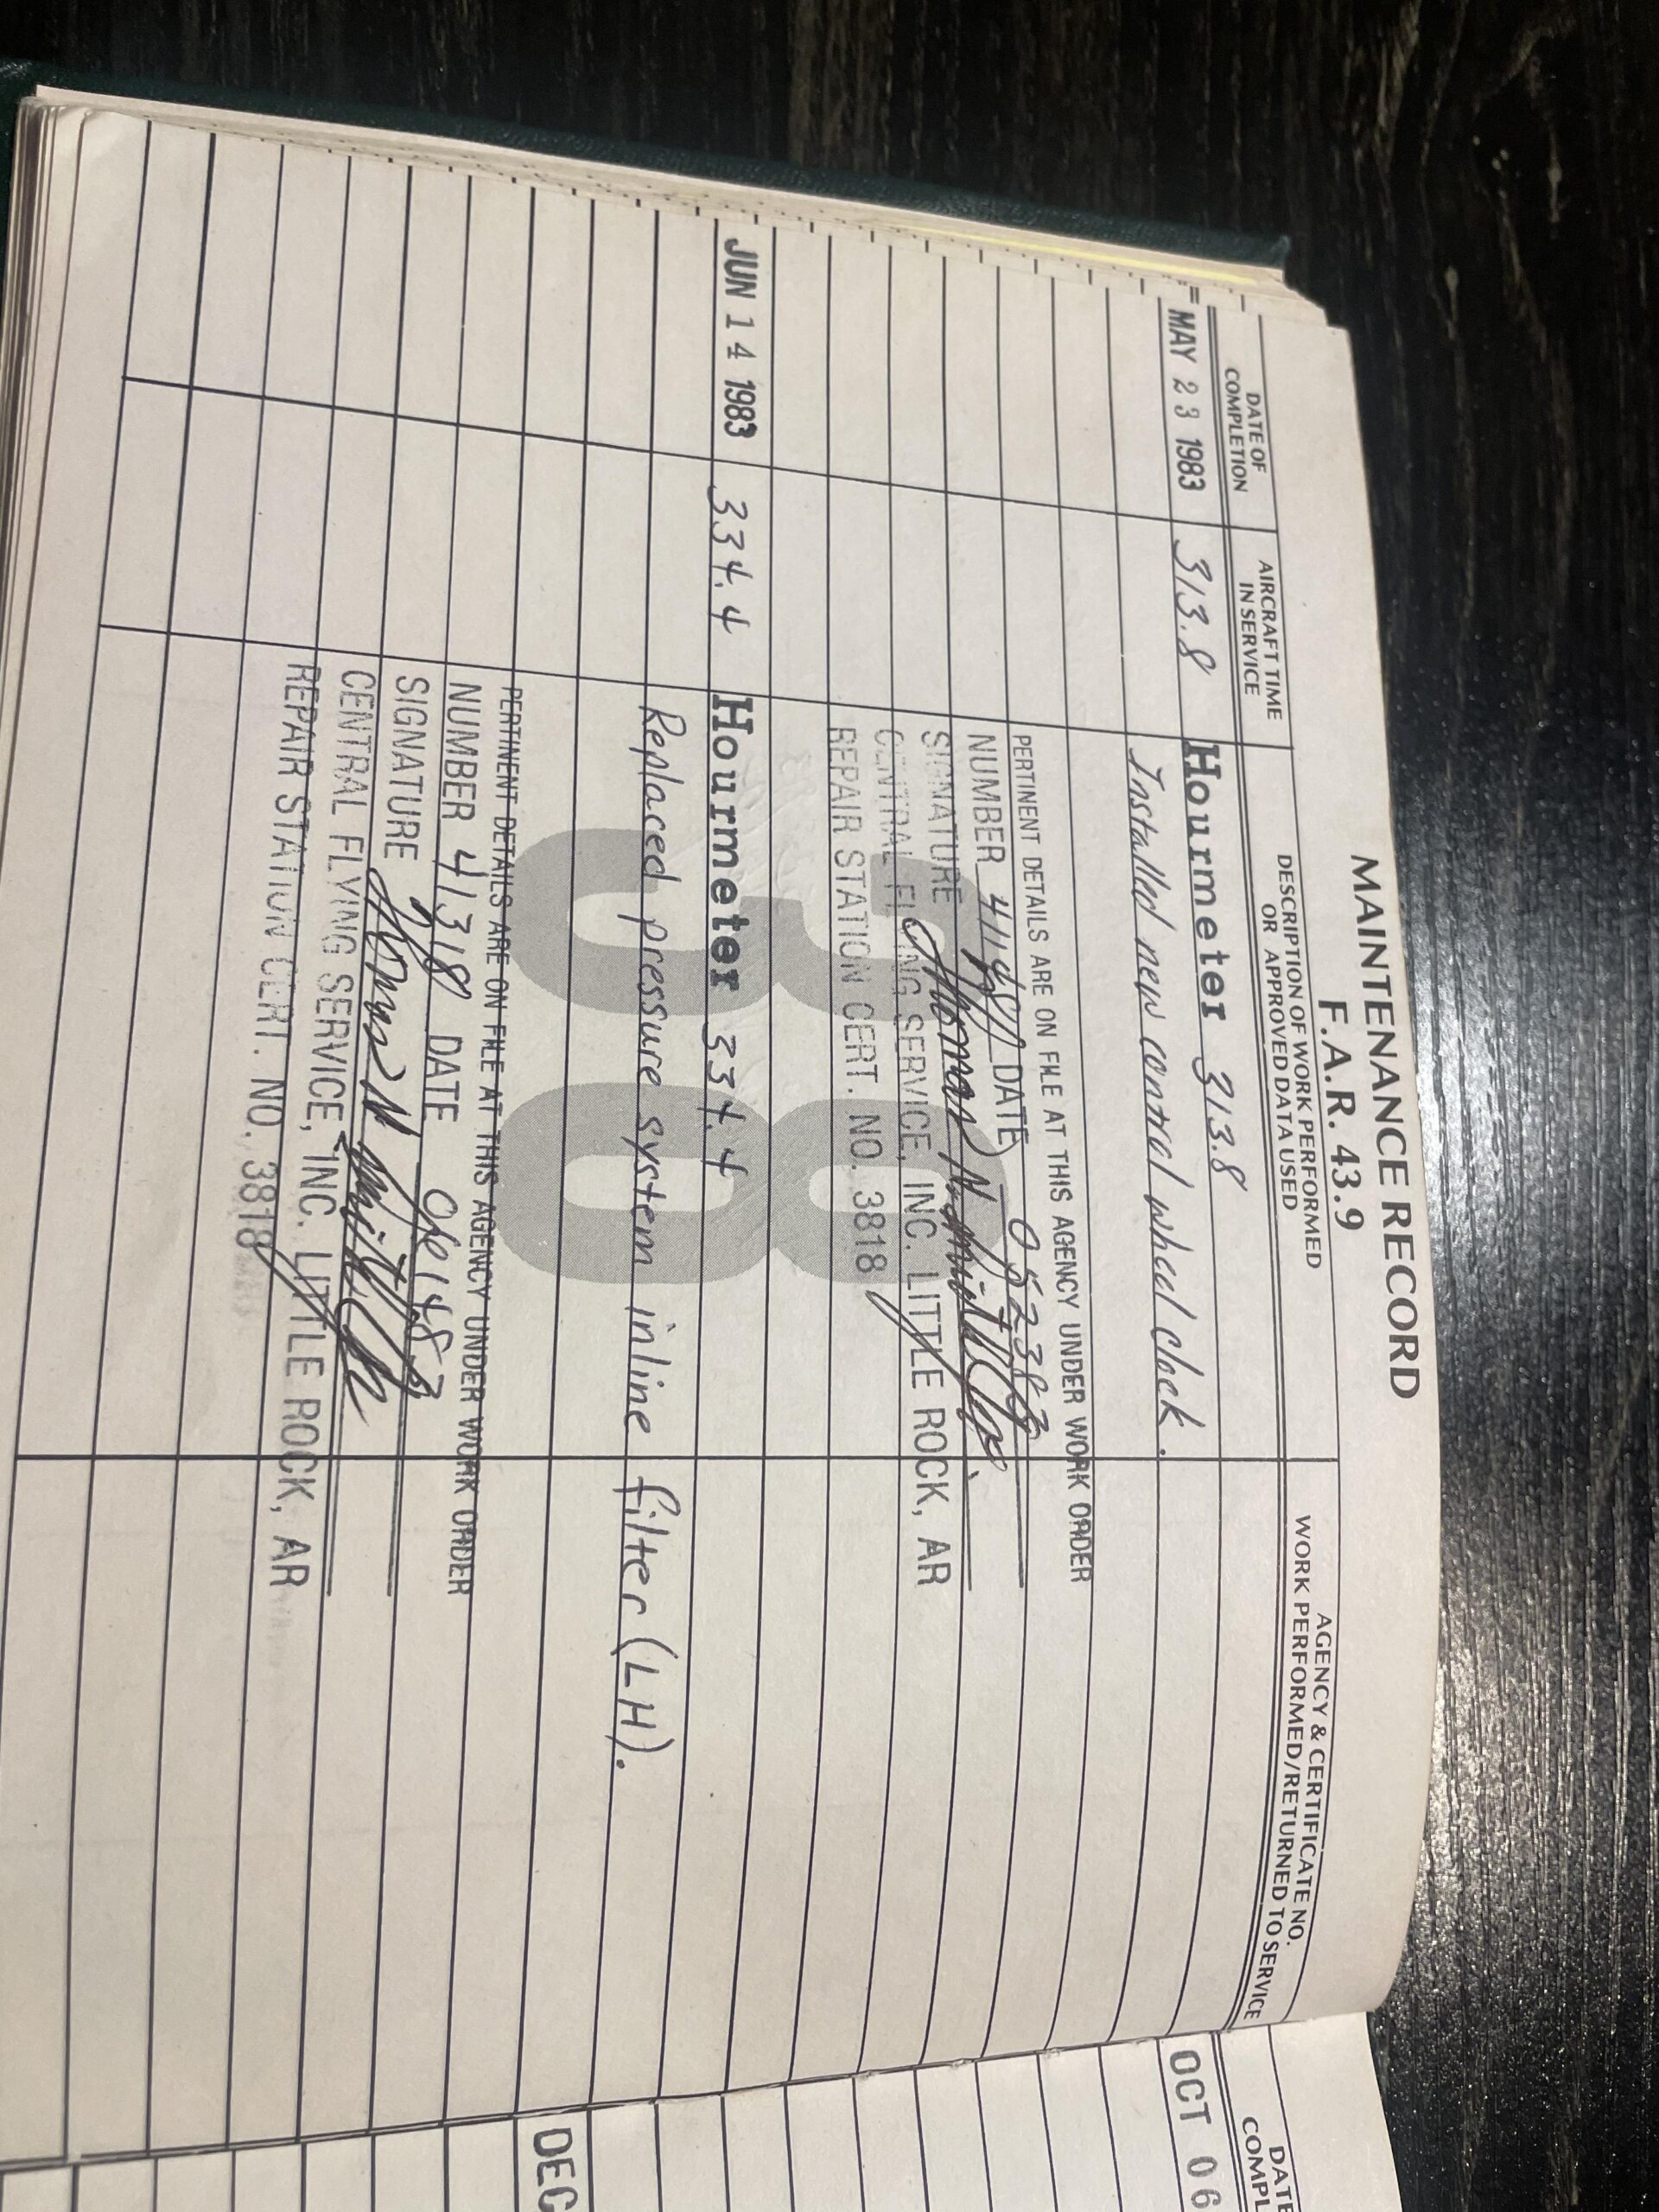 MAINTENANCE RECORD
F.A.R. 43.9
DATE OF COMPLETION
AIRCRAFT TIME IN SERVICE
DESCRIPTION OF WORK PERFORMED OR APPROVED DATA USED
AGENCY & CERTIFICATE NO. WORK PERFORMED/RETURNED TO SERVICE
MAY 23 1983 313.8 Hourmeter 313.8
Installed new control wheel clock.
PERTINENT DETAILS ARE ON FILE AT THIS AGENCY UNDER WORK ORDER
NUMBER DATE 052383
SIGNATURE
CENTRAL FLYING SERVICE, INC. LITTLE ROCK, AR
REPAIR STATION CERT. NO. 3818
JUN 14 1983 334.4 Hourmeter 334.4
Replaced pressure system inline filter (LH).
PERTINENT DETAILS ARE ON FILE AT THIS AGENCY UNDER WORK ORDER
NUMBER 41318 DATE 061483
SIGNATURE
CENTRAL FLYING SERVICE, INC. LITTLE ROCK, AR
REPAIR STATION CERT. NO. 3818
DATE
COMPL
OCT 06
DEC